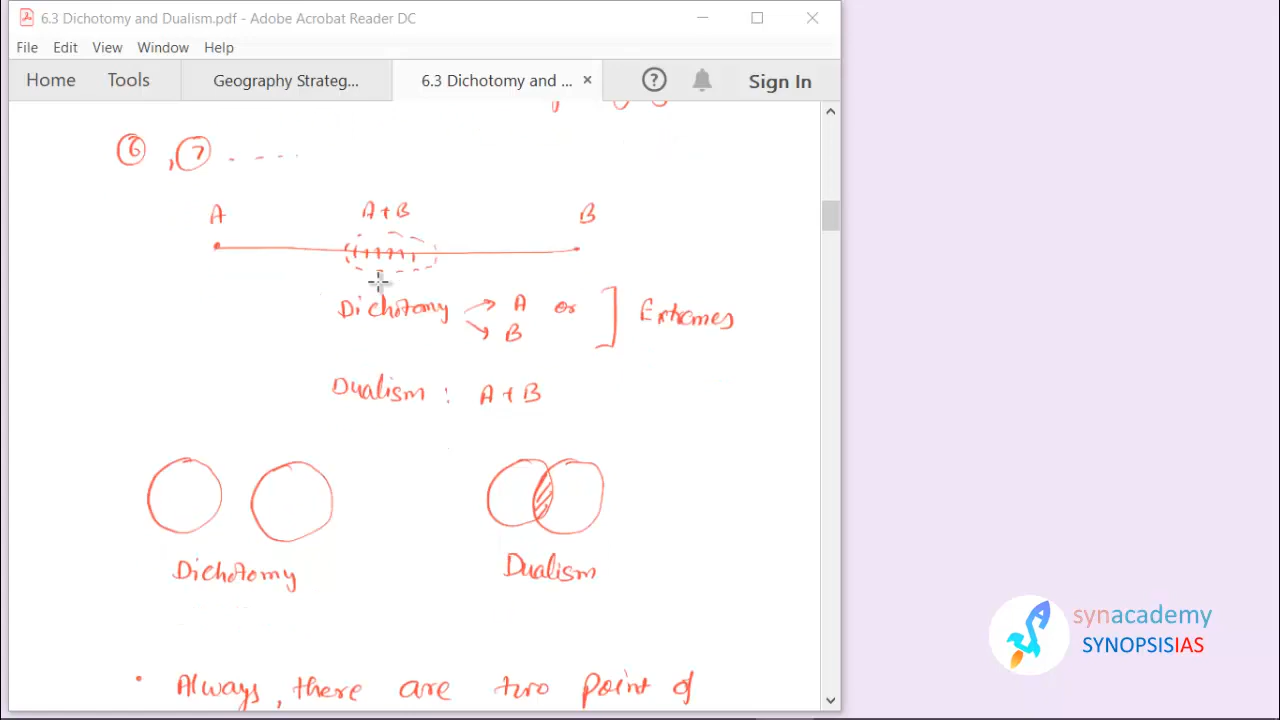 6.3 Dichotomy and Dualism.pdf - Adobe Acrobat Reader DC
File Edit View Window Help
Home Tools Geography Strateg... 6.3 Dichotomy and ... × ? Sign In
6 , 7 - - - -
A A+B B
Dichotomy A or
B
] Extremes
Dualism : A + B
Dichotomy Dualism
synacademy
SYNOPSISIAS
• Always, there are two point of